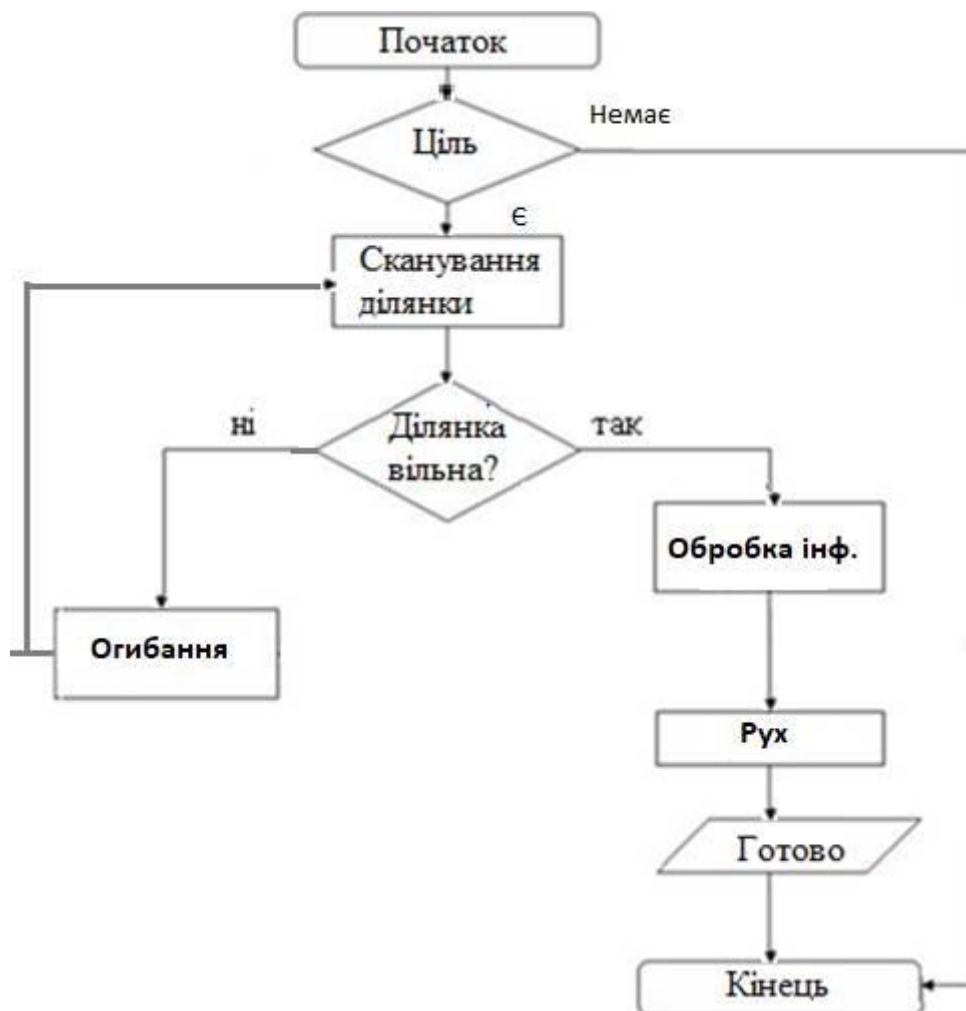 Початок
Немає
Ціль
Є
Сканування
ділянки
ні
Ділянка
вільна?
так
Обробка інф.
Огибання
Рух
Готово
Кінець